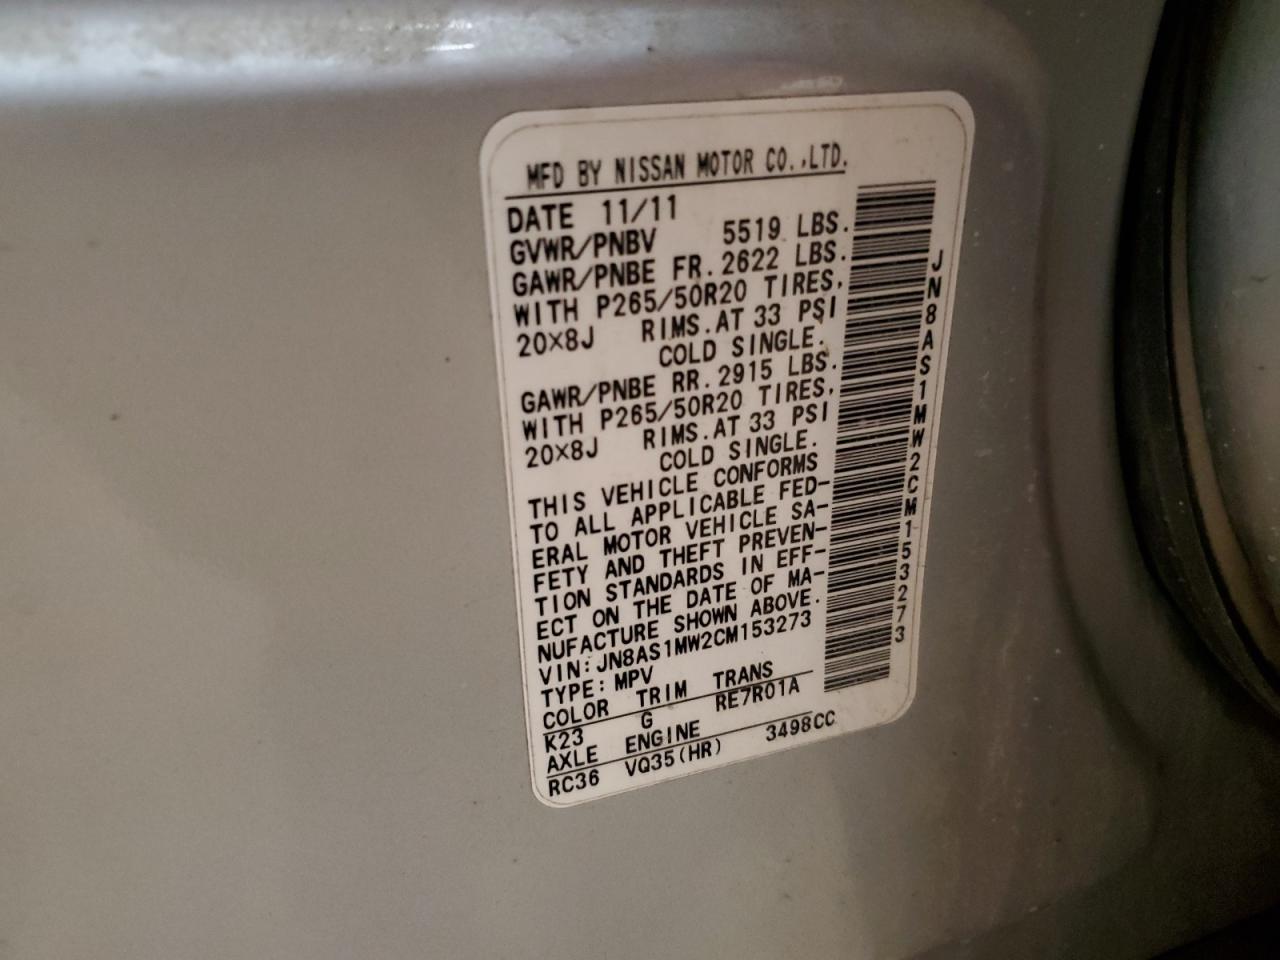 MFD BY NISSAN MOTOR CO.,LTD.
DATE 11/11
GVWR/PNBV 5519 LBS.
GAWR/PNBE FR. 2622 LBS.
WITH P265/50R20 TIRES,
20×8J RIMS. AT 33 PSI
COLD SINGLE.
GAWR/PNBE RR. 2915 LBS.
WITH P265/50R20 TIRES,
20×8J RIMS. AT 33 PSI
COLD SINGLE.
THIS VEHICLE CONFORMS
TO ALL APPLICABLE FED-
ERAL MOTOR VEHICLE SA-
FETY AND THEFT PREVEN-
TION STANDARDS IN EFF-
ECT ON THE DATE OF MA-
NUFACTURE SHOWN ABOVE.
VIN: JN8AS1MW2CM153273
TYPE: MPV
COLOR TRIM TRANS
K23 G RE7R01A
AXLE ENGINE
RC36 VQ35(HR) 3498CC
JN8AS1MW2CM153273